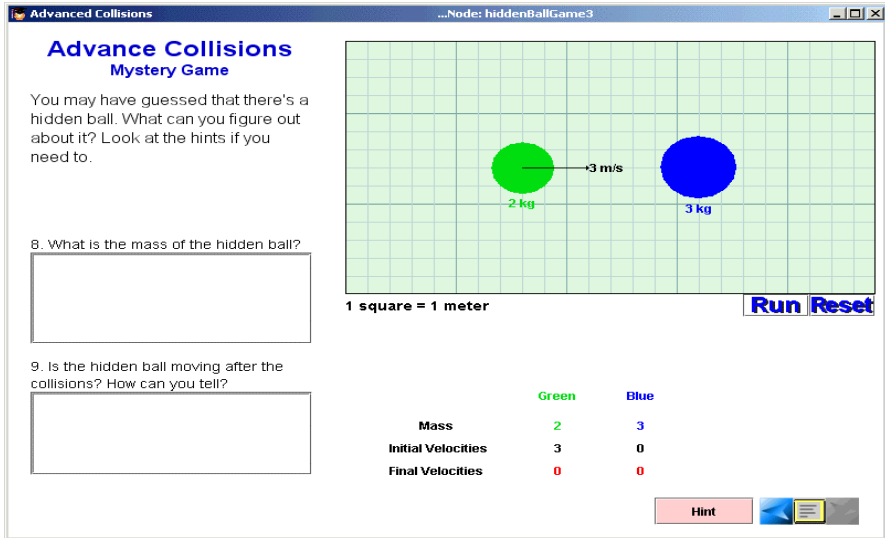 Advanced Collisions
...Node: hiddenBallGame3
Advance Collisions
Mystery Game
You may have guessed that there's a
hidden ball. What can you figure out
about it? Look at the hints if you
need to.
8. What is the mass of the hidden ball?
9. Is the hidden ball moving after the
collisions? How can you tell?
3 m/s
2 kg
3 kg
1 square = 1 meter
Run Reset
Green Blue
Mass 2 3
Initial Velocities 3 0
Final Velocities 0 0
Hint